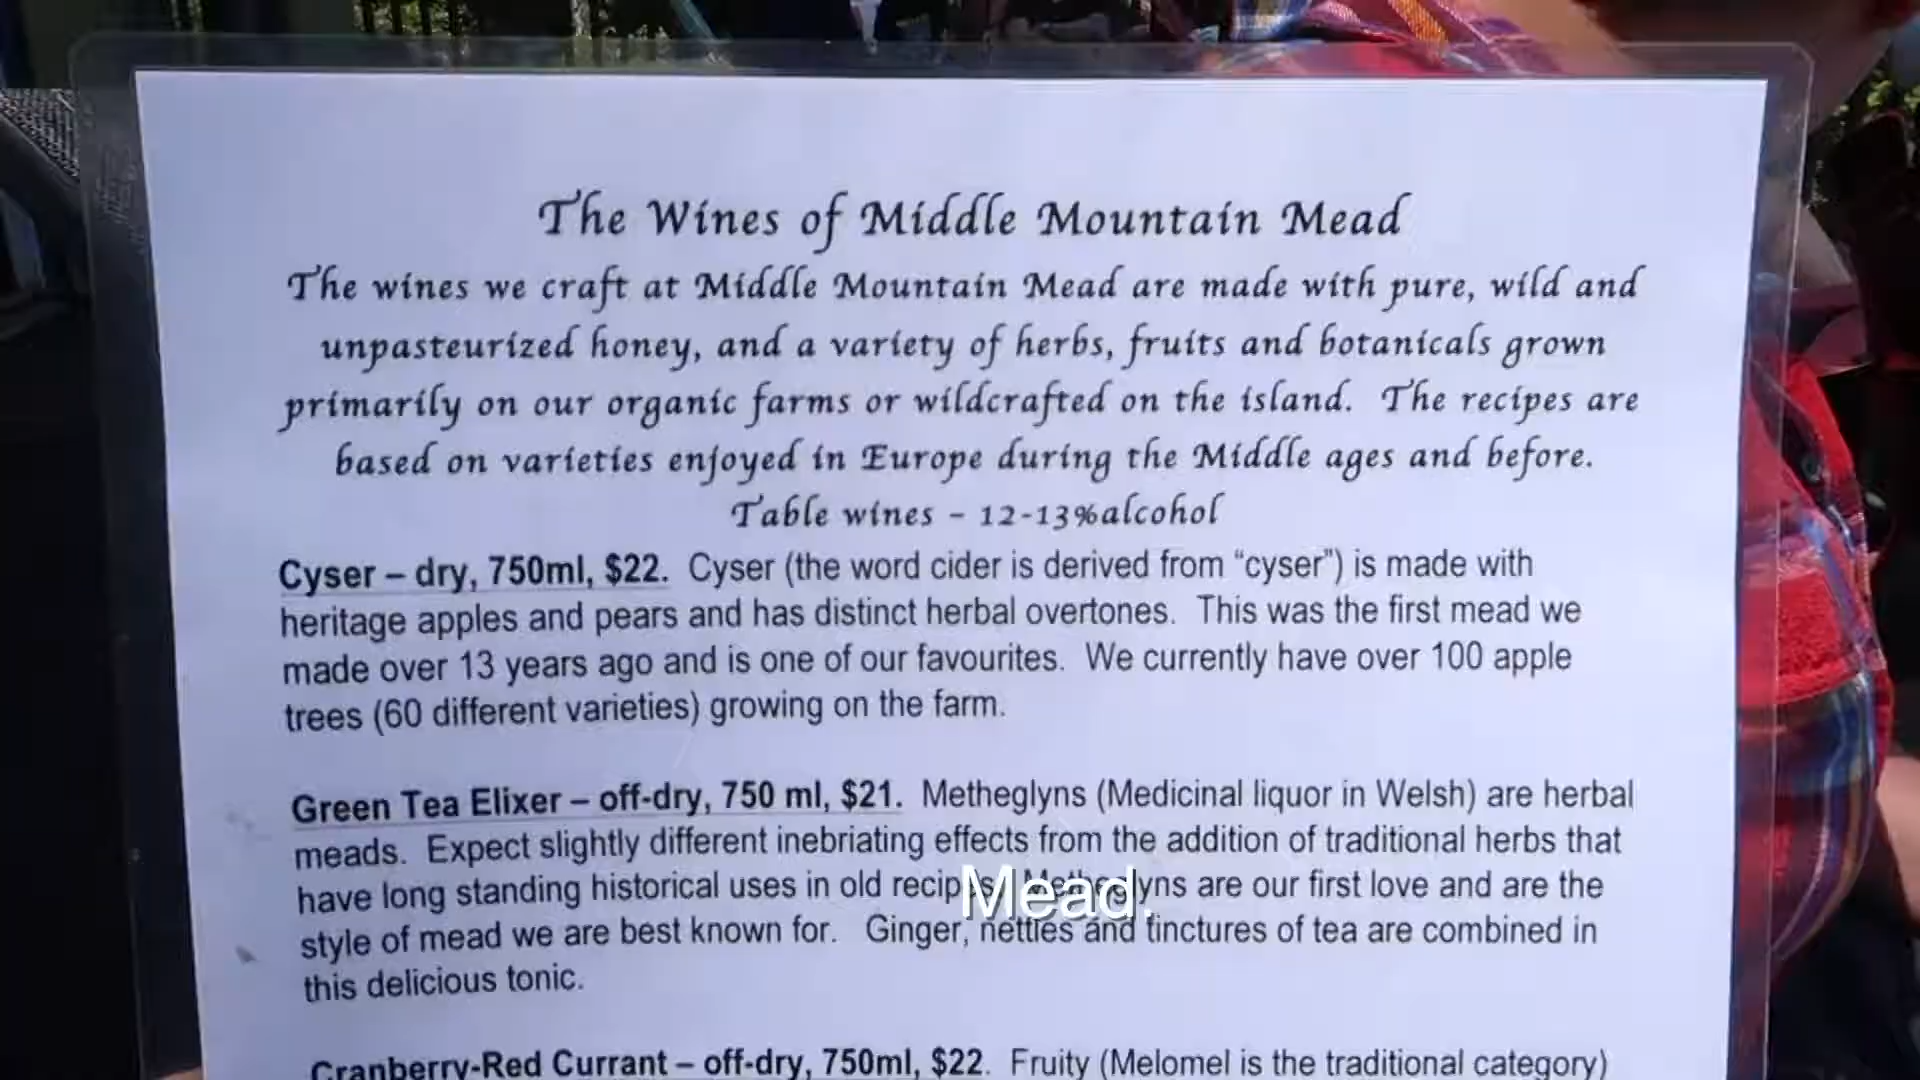 The Wines of Middle Mountain Mead
The wines we craft at Middle Mountain Mead are made with pure, wild and
unpasteurized honey, and a variety of herbs, fruits and botanicals grown
primarily on our organic farms or wildcrafted on the island. The recipes are
based on varieties enjoyed in Europe during the Middle ages and before.
Table wines – 12-13%alcohol
Cyser – dry, 750ml, $22. Cyser (the word cider is derived from “cyser”) is made with
heritage apples and pears and has distinct herbal overtones. This was the first mead we
made over 13 years ago and is one of our favourites. We currently have over 100 apple
trees (60 different varieties) growing on the farm.
Green Tea Elixer – off-dry, 750 ml, $21. Metheglyns (Medicinal liquor in Welsh) are herbal
meads. Expect slightly different inebriating effects from the addition of traditional herbs that
have long standing historical uses in old recipes. Metheglyns are our first love and are the
style of mead we are best known for. Ginger, nettles and tinctures of tea are combined in
this delicious tonic.
Cranberry-Red Currant – off-dry, 750ml, $22. Fruity (Melomel is the traditional category)
Mead.